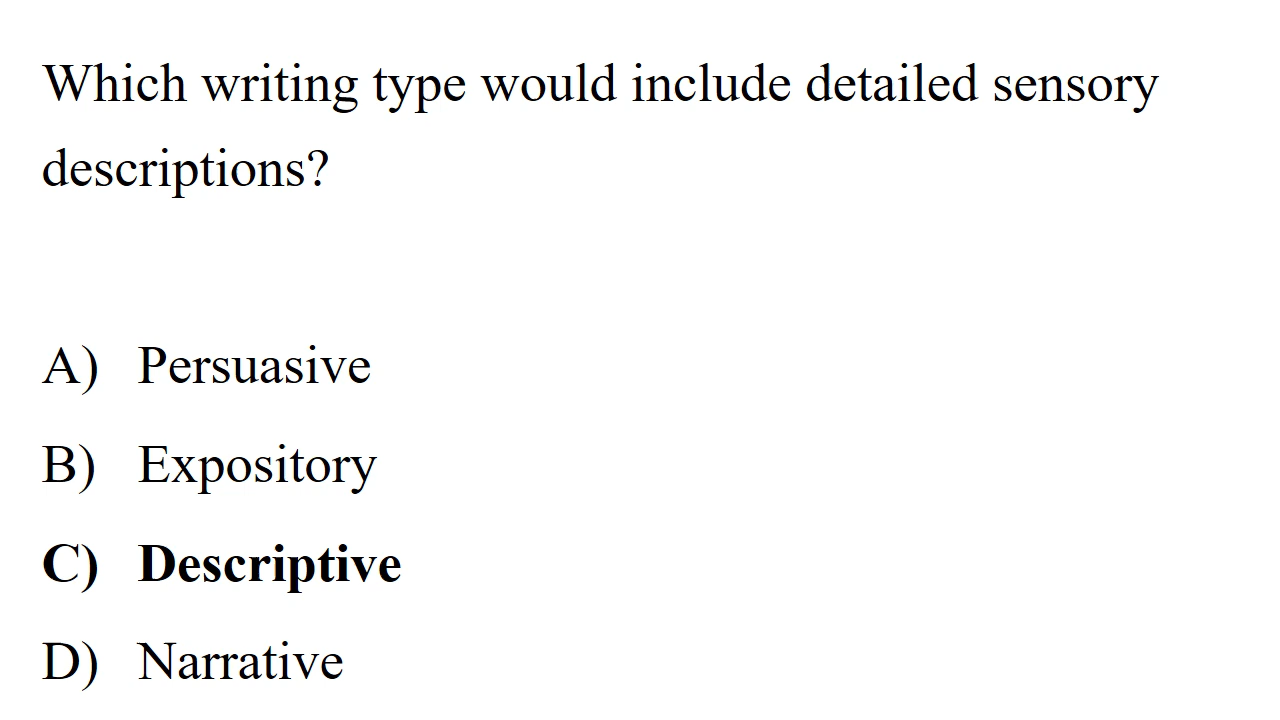 Which writing type would include detailed sensory
descriptions?
A) Persuasive
B) Expository
C) Descriptive
D) Narrative